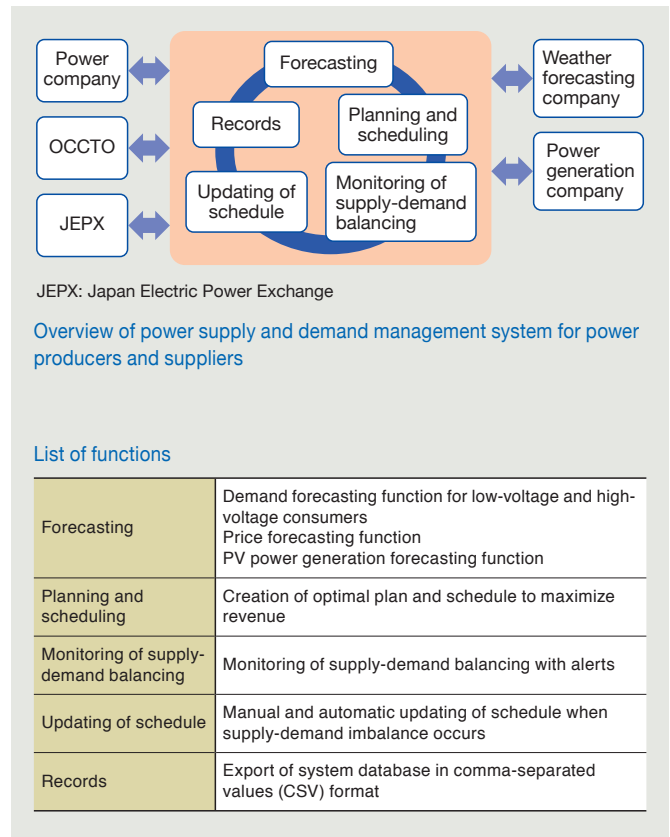 Power
company
OCCTO
JEPX
Forecasting
Planning and
scheduling
Monitoring of
supply-demand
balancing
Updating of
schedule
Records
Weather
forecasting
company
Power
generation
company
JEPX: Japan Electric Power Exchange
Overview of power supply and demand management system for power
producers and suppliers
List of functions
Forecasting
Demand forecasting function for low-voltage and high-
voltage consumers
Price forecasting function
PV power generation forecasting function
Planning and
scheduling
Creation of optimal plan and schedule to maximize
revenue
Monitoring of supply-
demand balancing
Monitoring of supply-demand balancing with alerts
Updating of schedule
Manual and automatic updating of schedule when
supply-demand imbalance occurs
Records
Export of system database in comma-separated
values (CSV) format